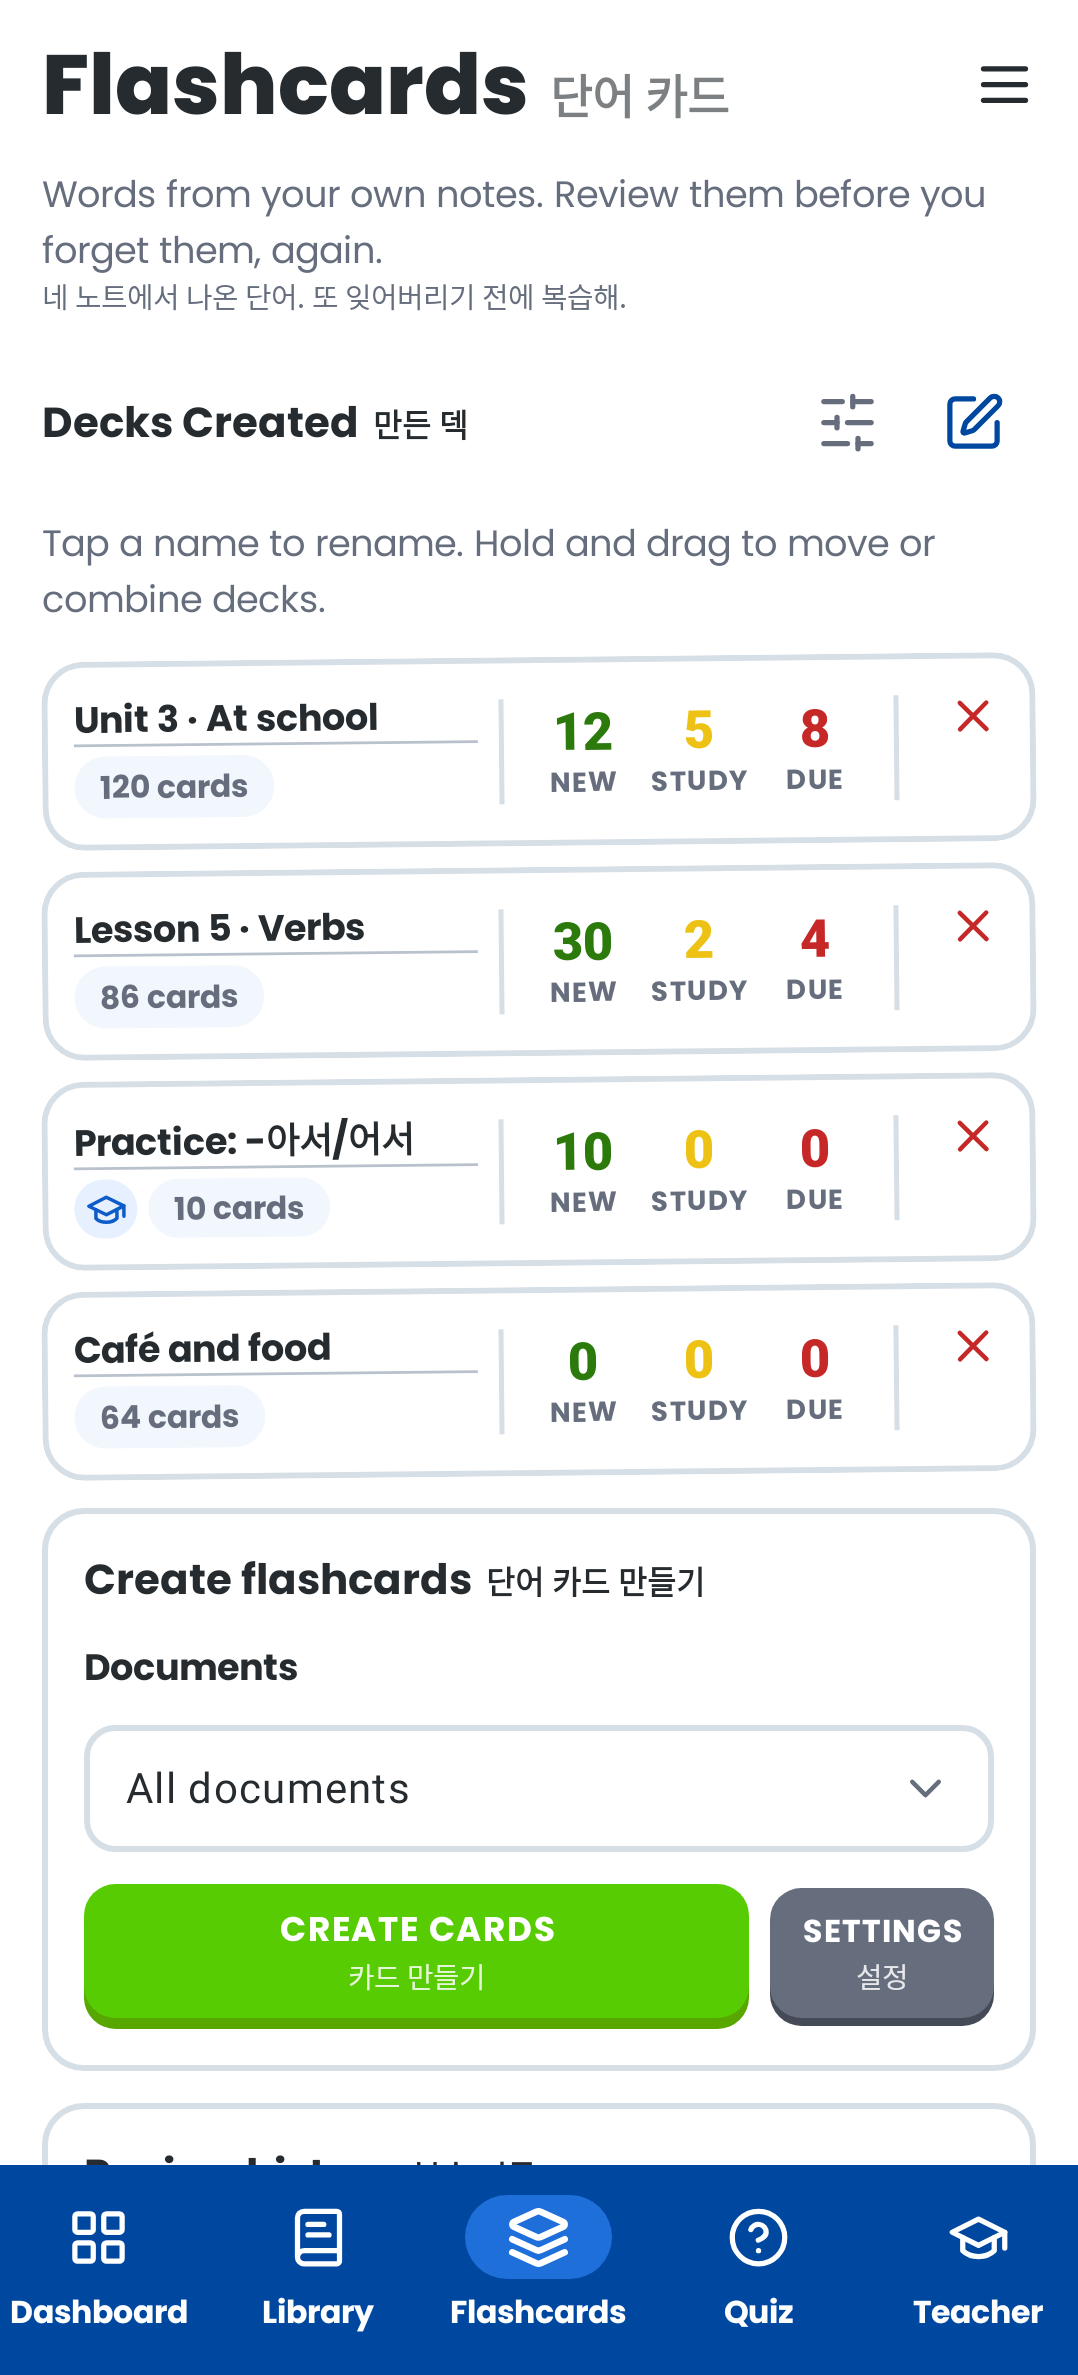 Flashcards 단어 카드
Words from your own notes. Review them before you
forget them, again.
네 노트에서 나온 단어. 또 잊어버리기 전에 복습해.
Decks Created 만든 덱
Tap a name to rename. Hold and drag to move or
combine decks.
Unit 3 · At school
120 cards
12 5 8
NEW STUDY DUE
Lesson 5 · Verbs
86 cards
30 2 4
NEW STUDY DUE
Practice: -아서/어서
10 cards
10 0 0
NEW STUDY DUE
Café and food
64 cards
0 0 0
NEW STUDY DUE
Create flashcards 단어 카드 만들기
Documents
All documents
CREATE CARDS
카드 만들기
SETTINGS
설정
Dashboard Library Flashcards Quiz Teacher